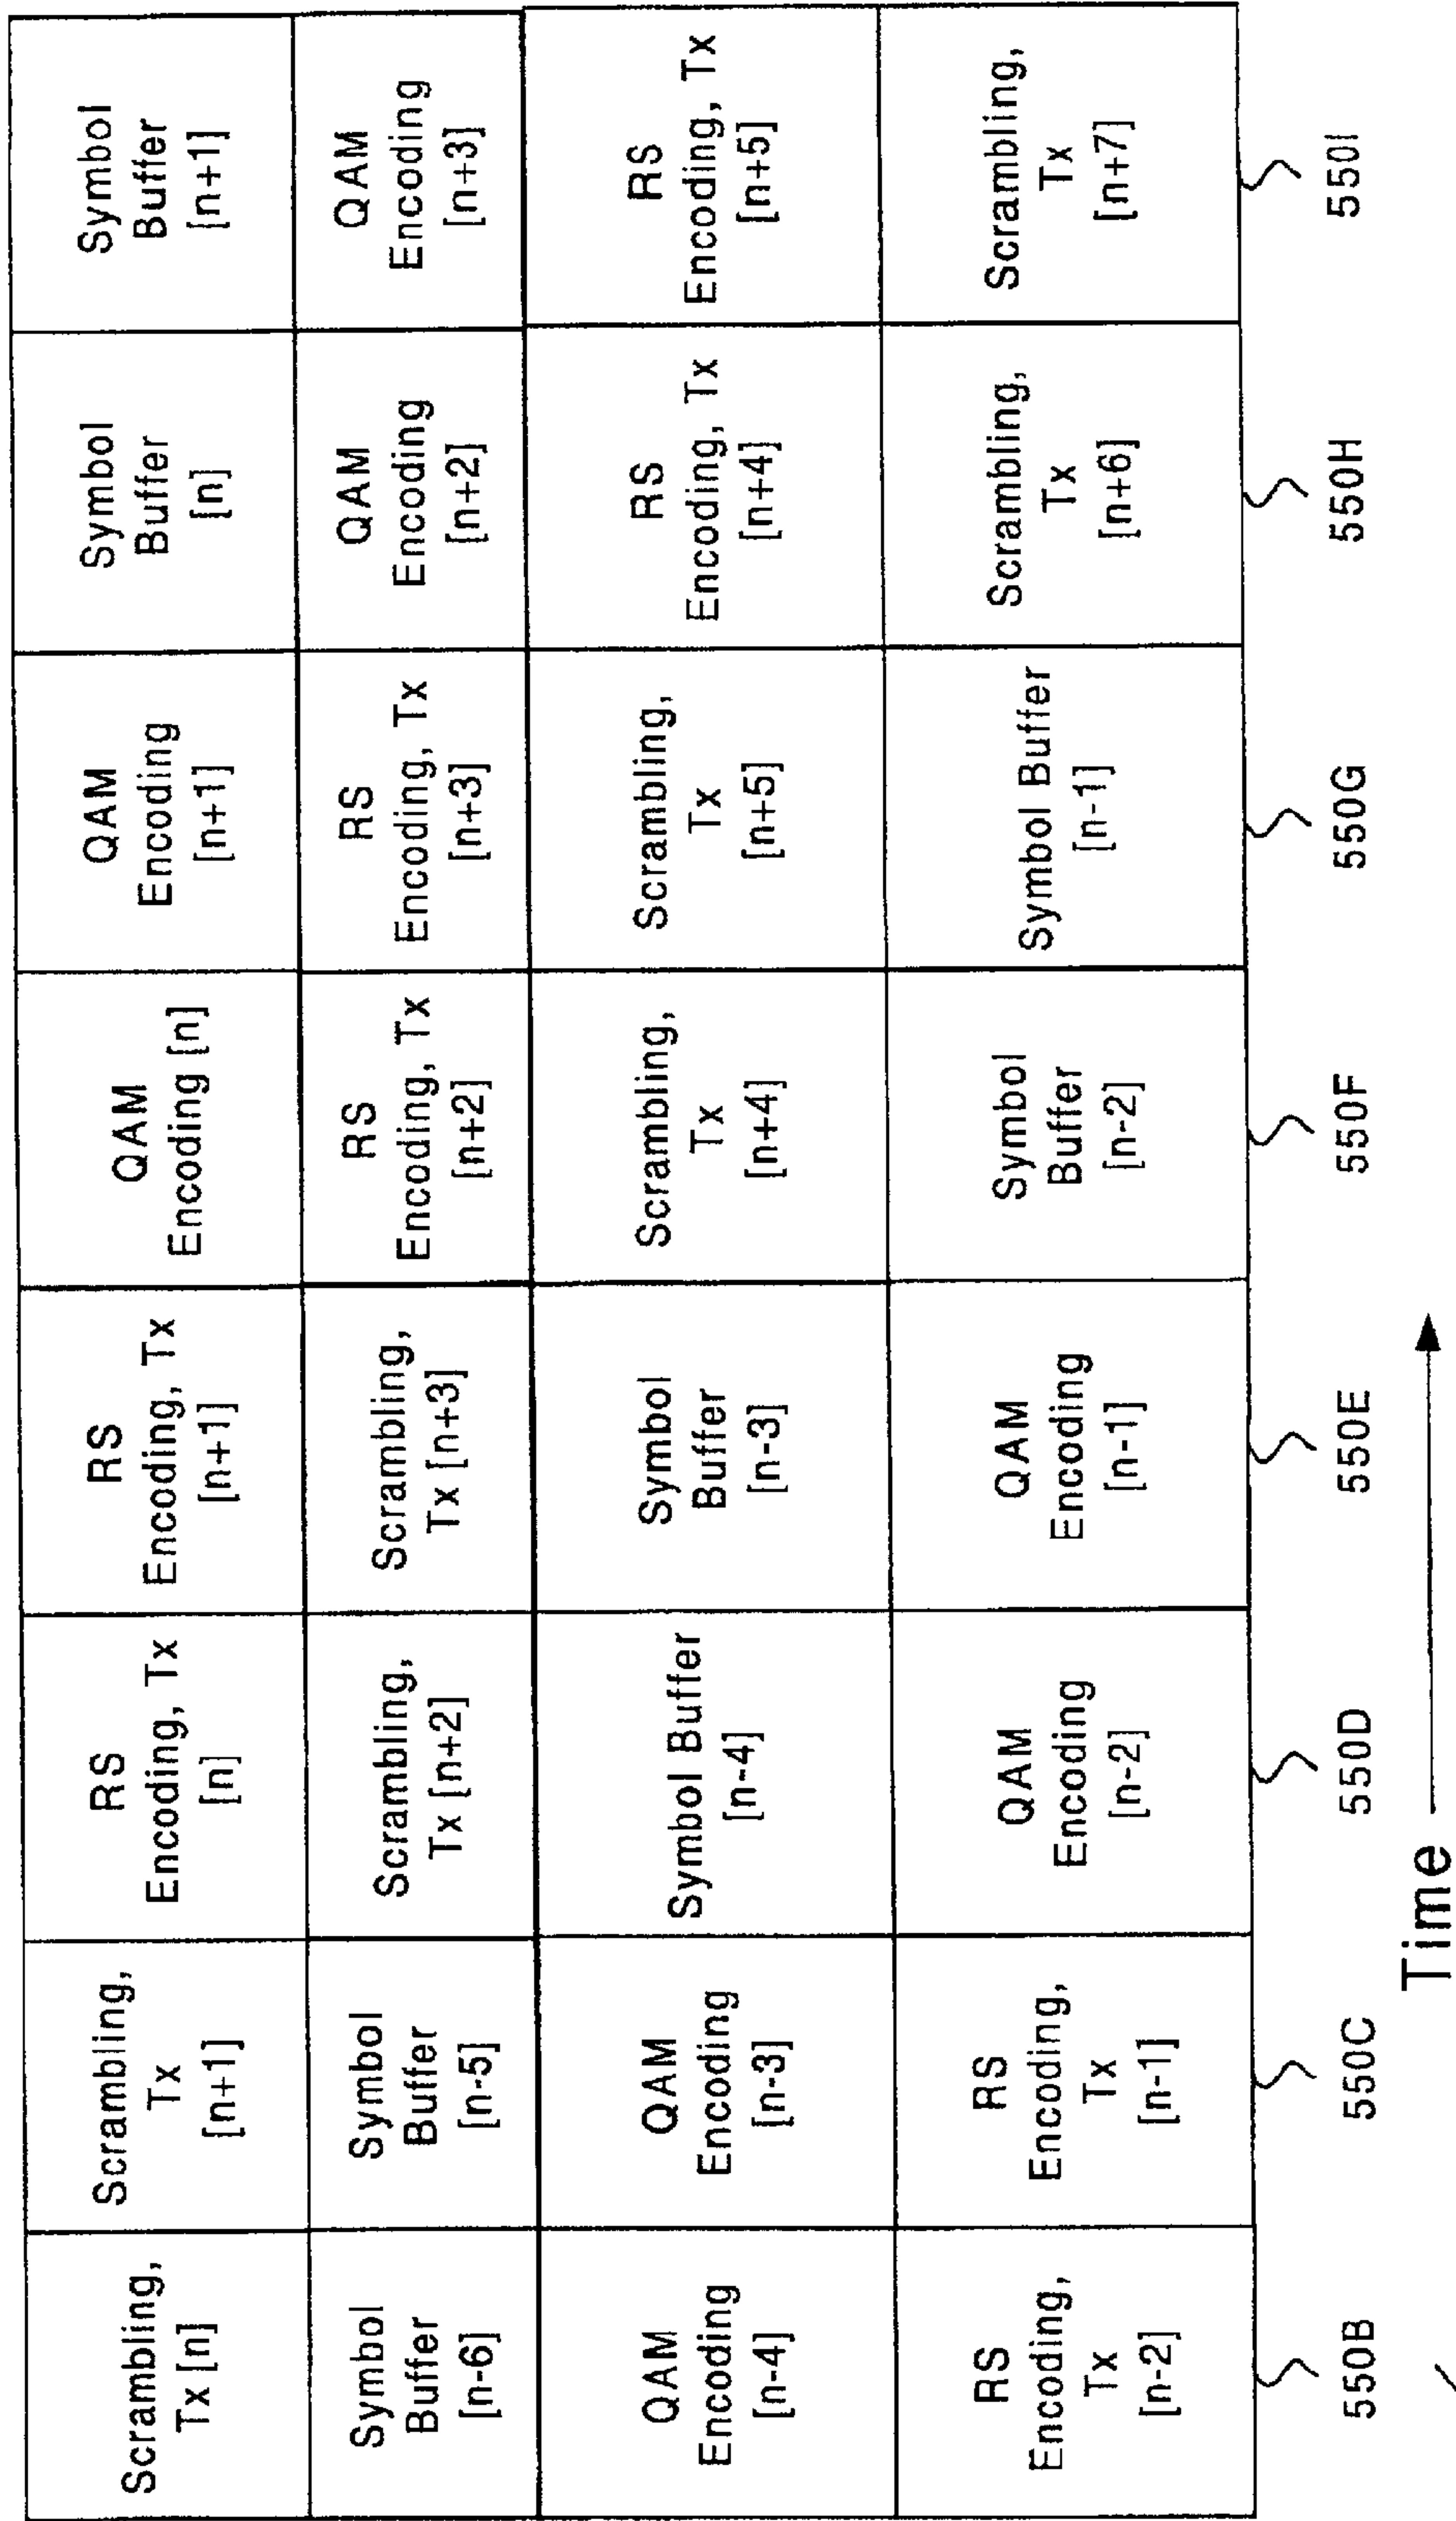 Scrambling,
Tx [n]
Scrambling,
Tx
[n+1]
RS
Encoding, Tx
[n]
RS
Encoding, Tx
[n+1]
QAM
Encoding [n]
QAM
Encoding
[n+1]
Symbol
Buffer
[n]
Symbol
Buffer
[n+1]
Symbol
Buffer
[n-6]
Symbol
Buffer
[n-5]
Scrambling,
Tx [n+2]
Scrambling,
Tx [n+3]
RS
Encoding, Tx
[n+2]
RS
Encoding, Tx
[n+3]
QAM
Encoding
[n+2]
QAM
Encoding
[n+3]
QAM
Encoding
[n-4]
QAM
Encoding
[n-3]
Symbol Buffer
[n-4]
Symbol
Buffer
[n-3]
Scrambling,
Tx
[n+4]
Scrambling,
Tx
[n+5]
RS
Encoding, Tx
[n+4]
RS
Encoding, Tx
[n+5]
RS
Encoding,
Tx
[n-2]
RS
Encoding,
Tx
[n-1]
QAM
Encoding
[n-2]
QAM
Encoding
[n-1]
Symbol
Buffer
[n-2]
Symbol Buffer
[n-1]
Scrambling,
Tx
[n+6]
Scrambling,
Tx
[n+7]
550B
550C
550D
550E
550F
550G
550H
550I
Time